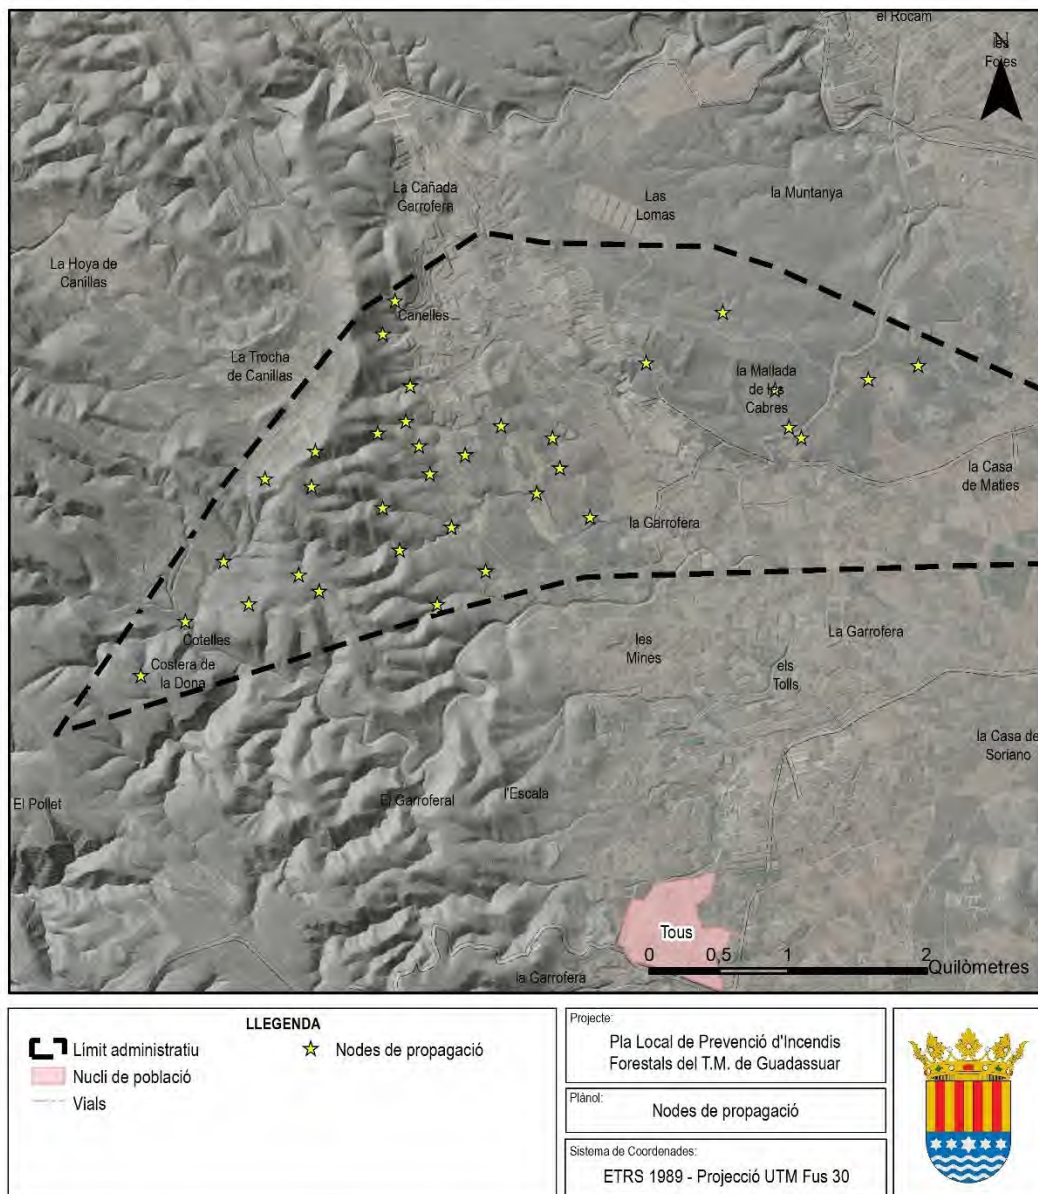 el Rocam
N
les
Foies
La Cañada
Garrofera
Las
Lomas
la Muntanya
La Hoya de
Canillas
Canelles
La Trocha
de Canillas
la Mallada
de les
Cabres
la Casa
de Maties
la Garrofera
Cotelles
Costera de
la Dona
les
Mines
La Garrofera
els
Tolls
la Casa de
Soriano
El Pollet
El Garroferal
l'Escala
Tous
0 0,5 1 2
Quilòmetres
la Garrofera
LLEGENDA
Límit administratiu
Nodes de propagació
Nucli de població
Vials
Projecte:
Pla Local de Prevenció d'Incendis
Forestals del T.M. de Guadassuar
Plànol:
Nodes de propagació
Sistema de Coordenades:
ETRS 1989 - Projecció UTM Fus 30